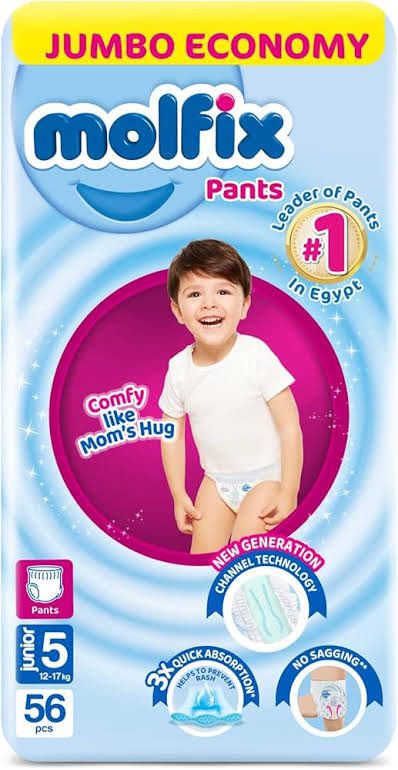 JUMBO ECONOMY
molfix
Pants
Leader of Pants
#1
In Egypt
Comfy
like
Mom's Hug
NEW GENERATION
CHANNEL TECHNOLOGY
Pants
junior 5
12-17kg
56
pcs
3X QUICK ABSORPTION*
HELPS TO PREVENT
RASH
NO SAGGING**